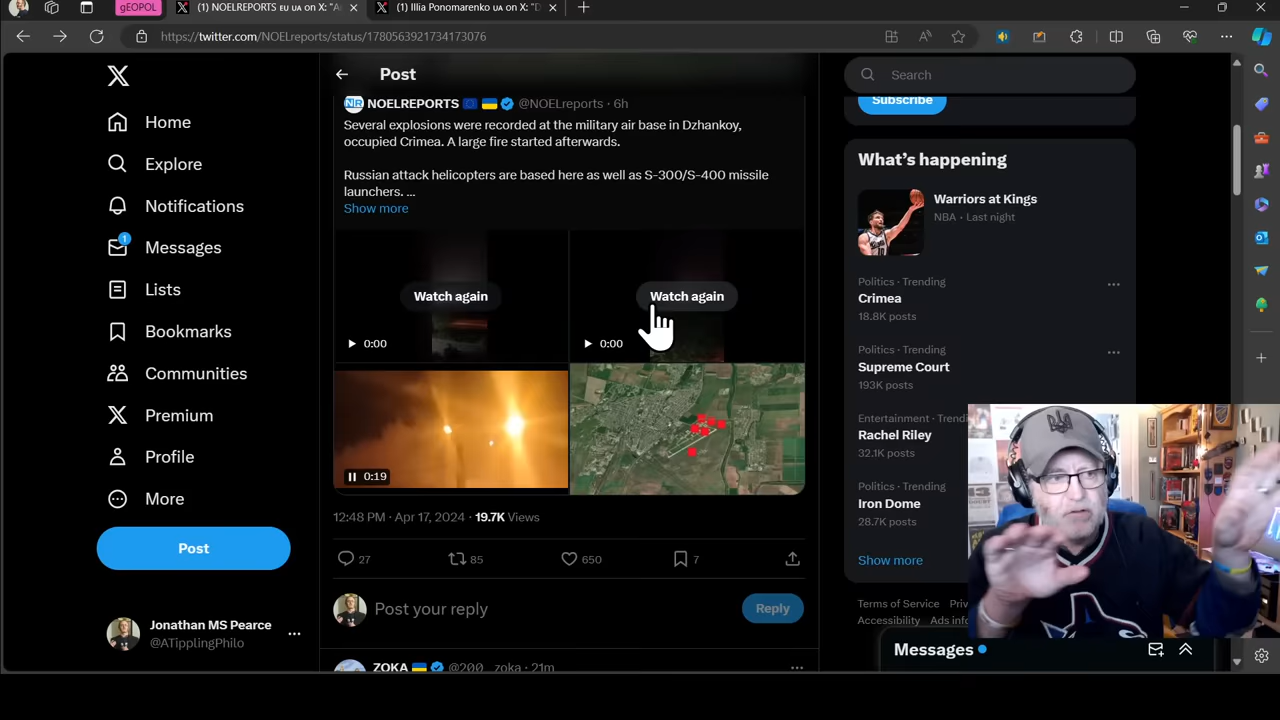 gEOPOL
(1) NOELREPORTS EU UA on X: "A
(1) Illia Ponomarenko UA on X: "D
https://twitter.com/NOELreports/status/1780563921734173076
Post
Search
Subscribe
Home
Explore
Notifications
1
Messages
Lists
Bookmarks
Communities
Premium
Profile
More
Post
Jonathan MS Pearce
@ATipplingPhilo
NR NOELREPORTS @NOELreports · 6h
Several explosions were recorded at the military air base in Dzhankoy,
occupied Crimea. A large fire started afterwards.
Russian attack helicopters are based here as well as S-300/S-400 missile
launchers. ...
Show more
Watch again
0:00
Watch again
0:00
0:19
12:48 PM · Apr 17, 2024 · 19.7K Views
27
85
650
7
Post your reply
Reply
ZOKA @200_zoka · 21m
What's happening
Warriors at Kings
NBA · Last night
Politics · Trending
Crimea
18.8K posts
Politics · Trending
Supreme Court
193K posts
Entertainment · Trendi
Rachel Riley
32.1K posts
Politics · Trending
Iron Dome
28.7K posts
Show more
Terms of Service Priv
Accessibility Ads info
Messages